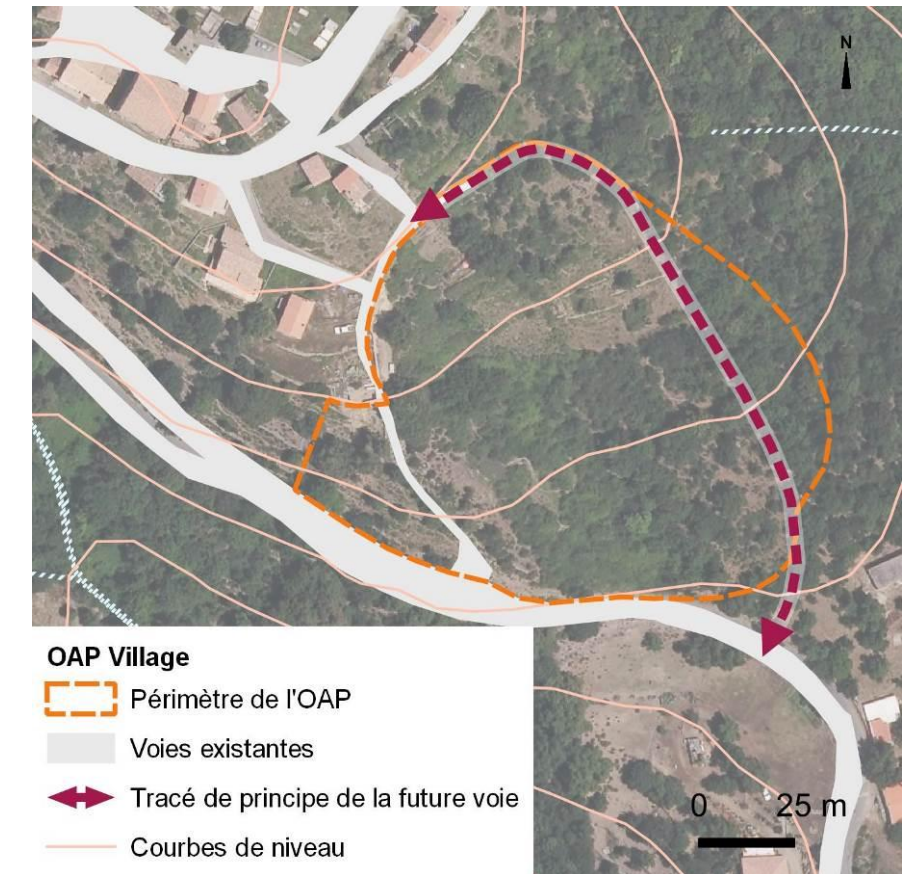 N
OAP Village
Périmètre de l'OAP
Voies existantes
Tracé de principe de la future voie
Courbes de niveau
0 25 m